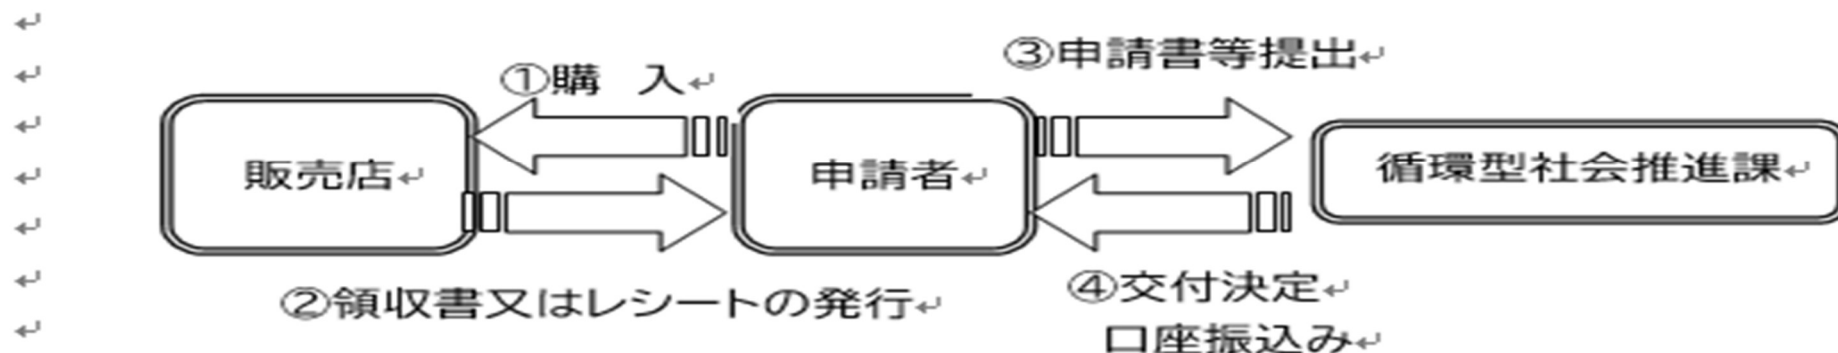 ③申請書等提出
①購　入
販売店
申請者
循環型社会推進課
②領収書又はレシートの発行
④交付決定
口座振込み